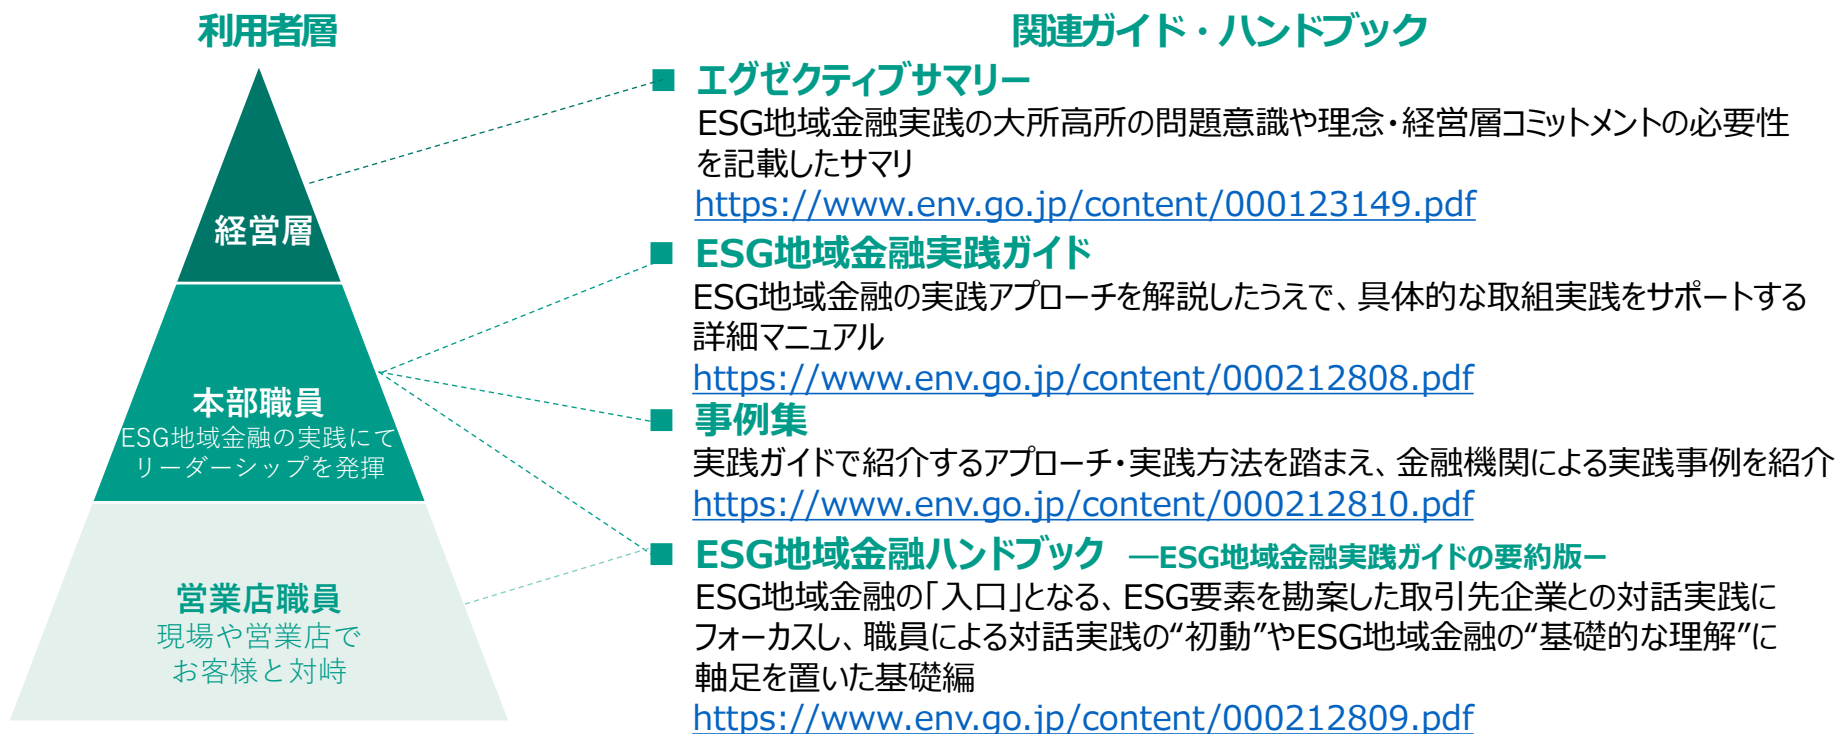 利用者層
経営層
本部職員
ESG地域金融の実践にて
リーダーシップを発揮
営業店職員
現場や営業店で
お客様と対峙
関連ガイド・ハンドブック
■ エグゼクティブサマリー
ESG地域金融実践の大所高所の問題意識や理念・経営層コミットメントの必要性
を記載したサマリ
https://www.env.go.jp/content/000123149.pdf
■ ESG地域金融実践ガイド
ESG地域金融の実践アプローチを解説したうえで、具体的な取組実践をサポートする
詳細マニュアル
https://www.env.go.jp/content/000212808.pdf
■ 事例集
実践ガイドで紹介するアプローチ・実践方法を踏まえ、金融機関による実践事例を紹介
https://www.env.go.jp/content/000212810.pdf
■ ESG地域金融ハンドブック ―ESG地域金融実践ガイドの要約版ー
ESG地域金融の「入口」となる、ESG要素を勘案した取引先企業との対話実践に
フォーカスし、職員による対話実践の“初動”やESG地域金融の“基礎的な理解”に
軸足を置いた基礎編
https://www.env.go.jp/content/000212809.pdf